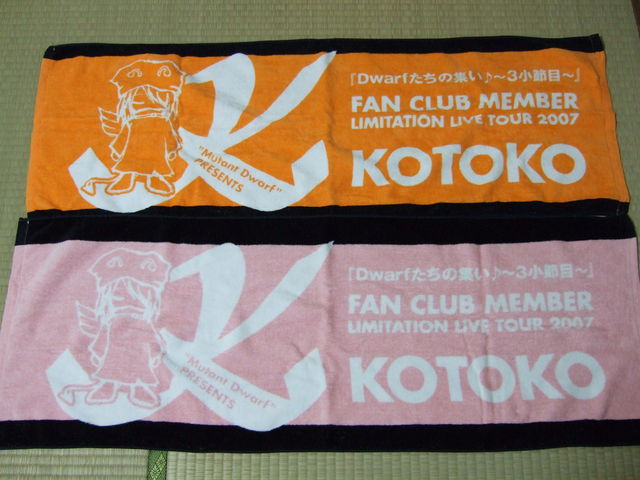 『Dwarfたちの集い♪～3小節目～』
FAN CLUB MEMBER
LIMITATION LIVE TOUR 2007
KOTOKO
K
"Mutant Dwarf"
PRESENTS
『Dwarfたちの集い♪～3小節目～』
FAN CLUB MEMBER
LIMITATION LIVE TOUR 2007
KOTOKO
K
"Mutant Dwarf"
PRESENTS